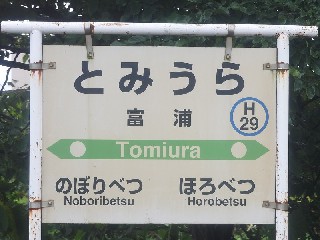 とみうら
富浦
H
29
Tomiura
のぼりべつ ほろべつ
Noboribetsu Horobetsu